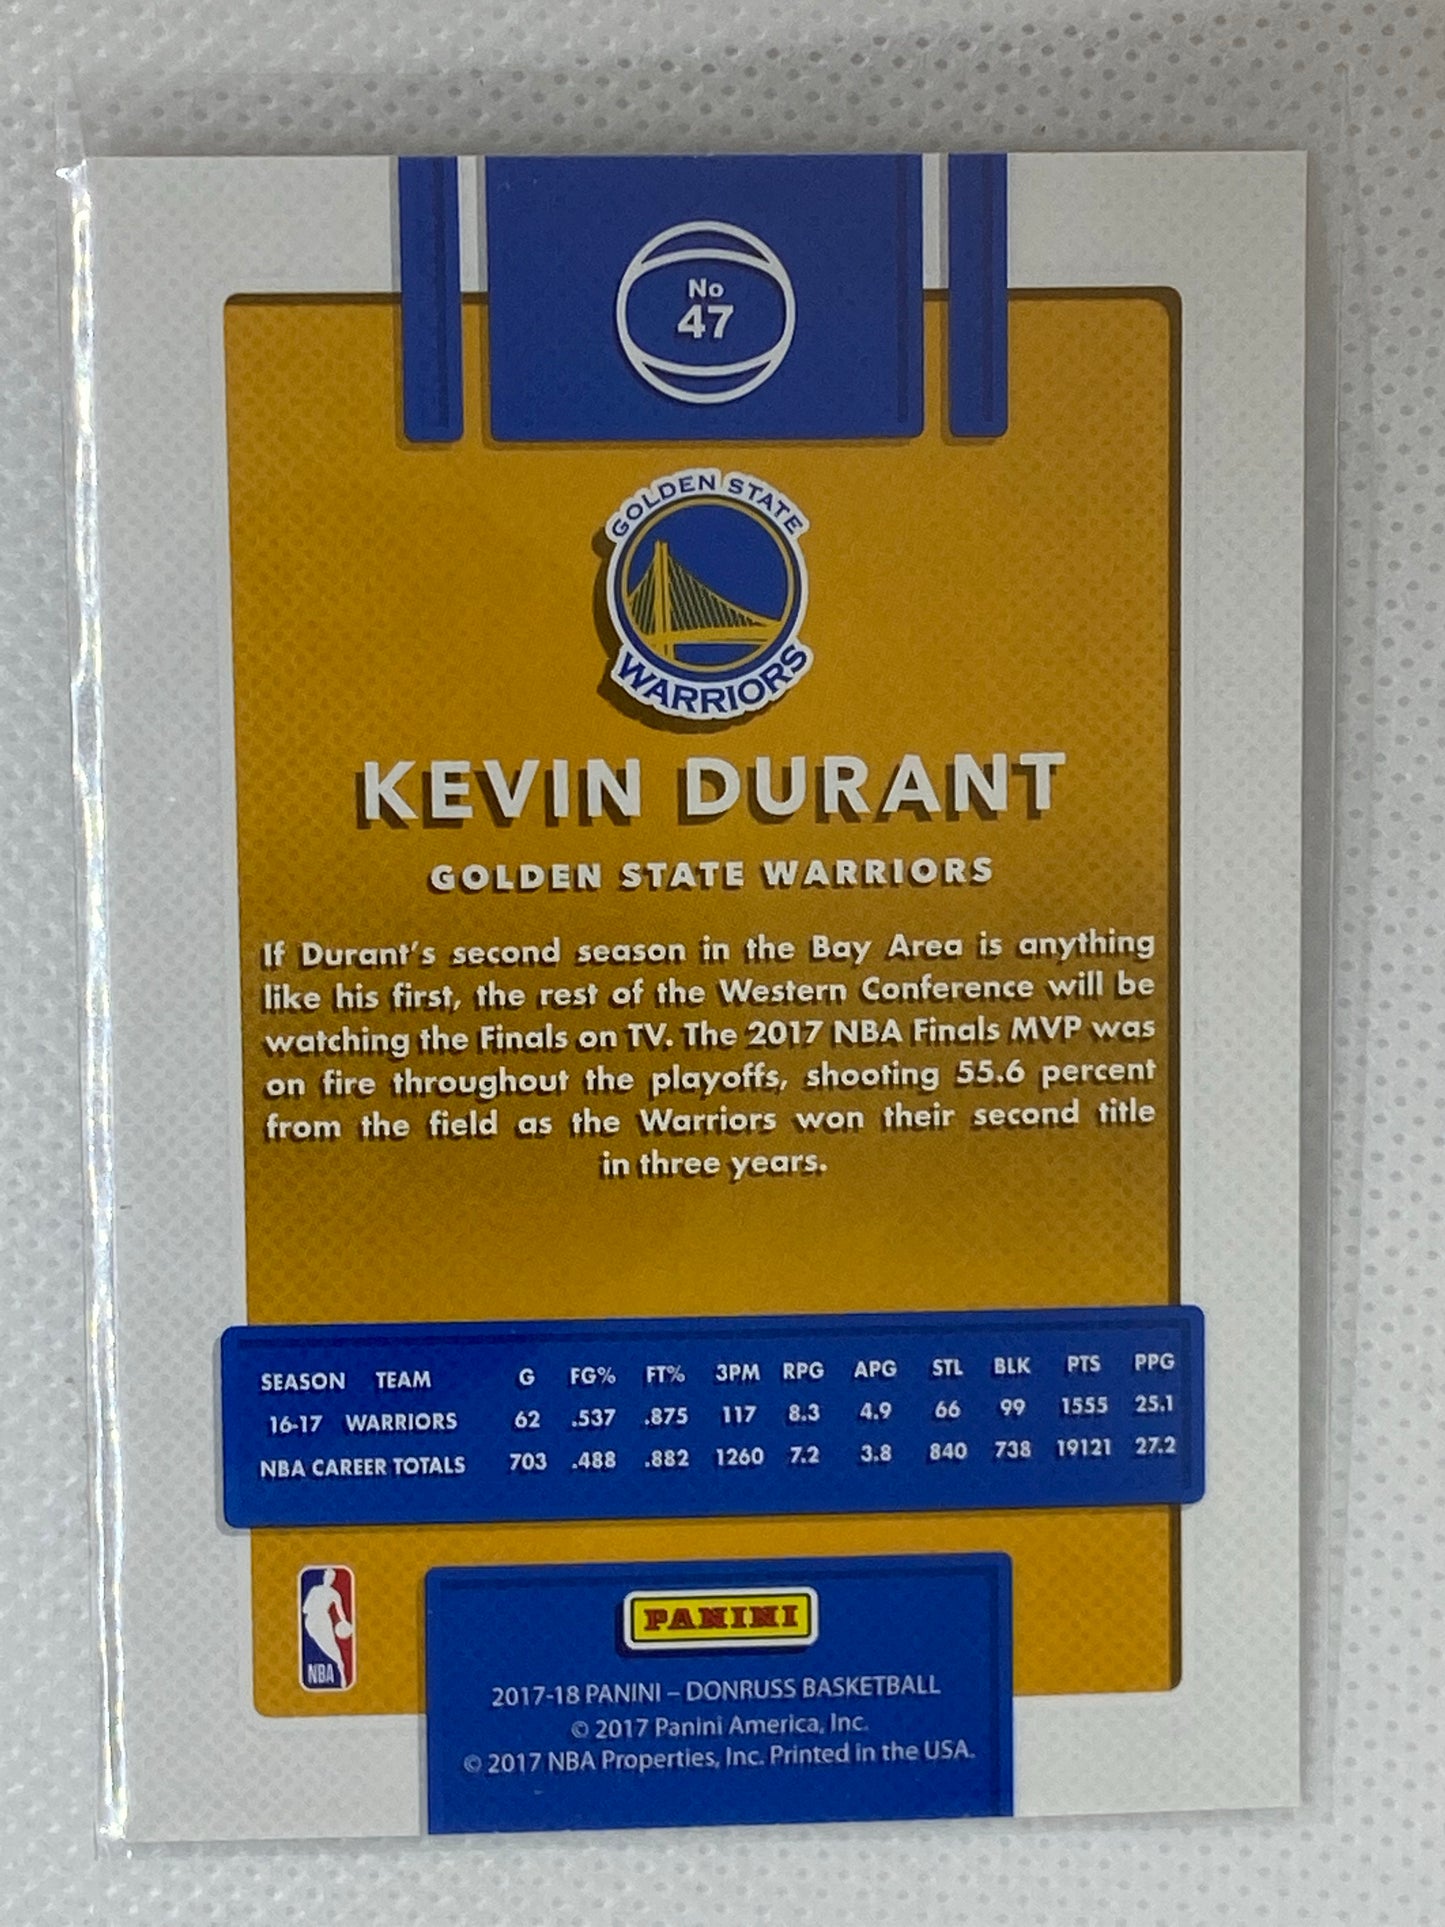 No
47
GOLDEN STATE
WARRIORS
KEVIN DURANT
GOLDEN STATE WARRIORS
If Durant's second season in the Bay Area is anything
like his first, the rest of the Western Conference will be
watching the Finals on TV. The 2017 NBA Finals MVP was
on fire throughout the playoffs, shooting 55.6 percent
from the field as the Warriors won their second title
in three years.
SEASON TEAM G FG% FT% 3PM RPG APG STL BLK PTS PPG
16-17 WARRIORS 62 .537 .875 117 8.3 4.9 66 99 1555 25.1
NBA CAREER TOTALS 703 .488 .882 1260 7.2 3.8 840 738 19121 27.2
NBA
PANINI
2017-18 PANINI – DONRUSS BASKETBALL
© 2017 Panini America, Inc.
© 2017 NBA Properties, Inc. Printed in the USA.